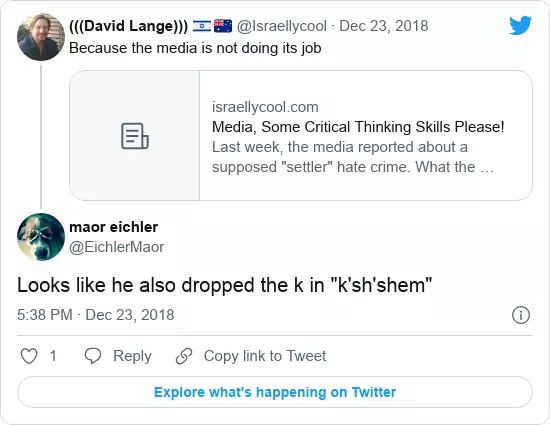 (((David Lange))) 🇮🇱🇦🇺 @Israellycool · Dec 23, 2018
Because the media is not doing its job
israellycool.com
Media, Some Critical Thinking Skills Please!
Last week, the media reported about a
supposed "settler" hate crime. What the …
maor eichler
@EichlerMaor
Looks like he also dropped the k in "k'sh'shem"
5:38 PM · Dec 23, 2018
1 Reply Copy link to Tweet
Explore what's happening on Twitter